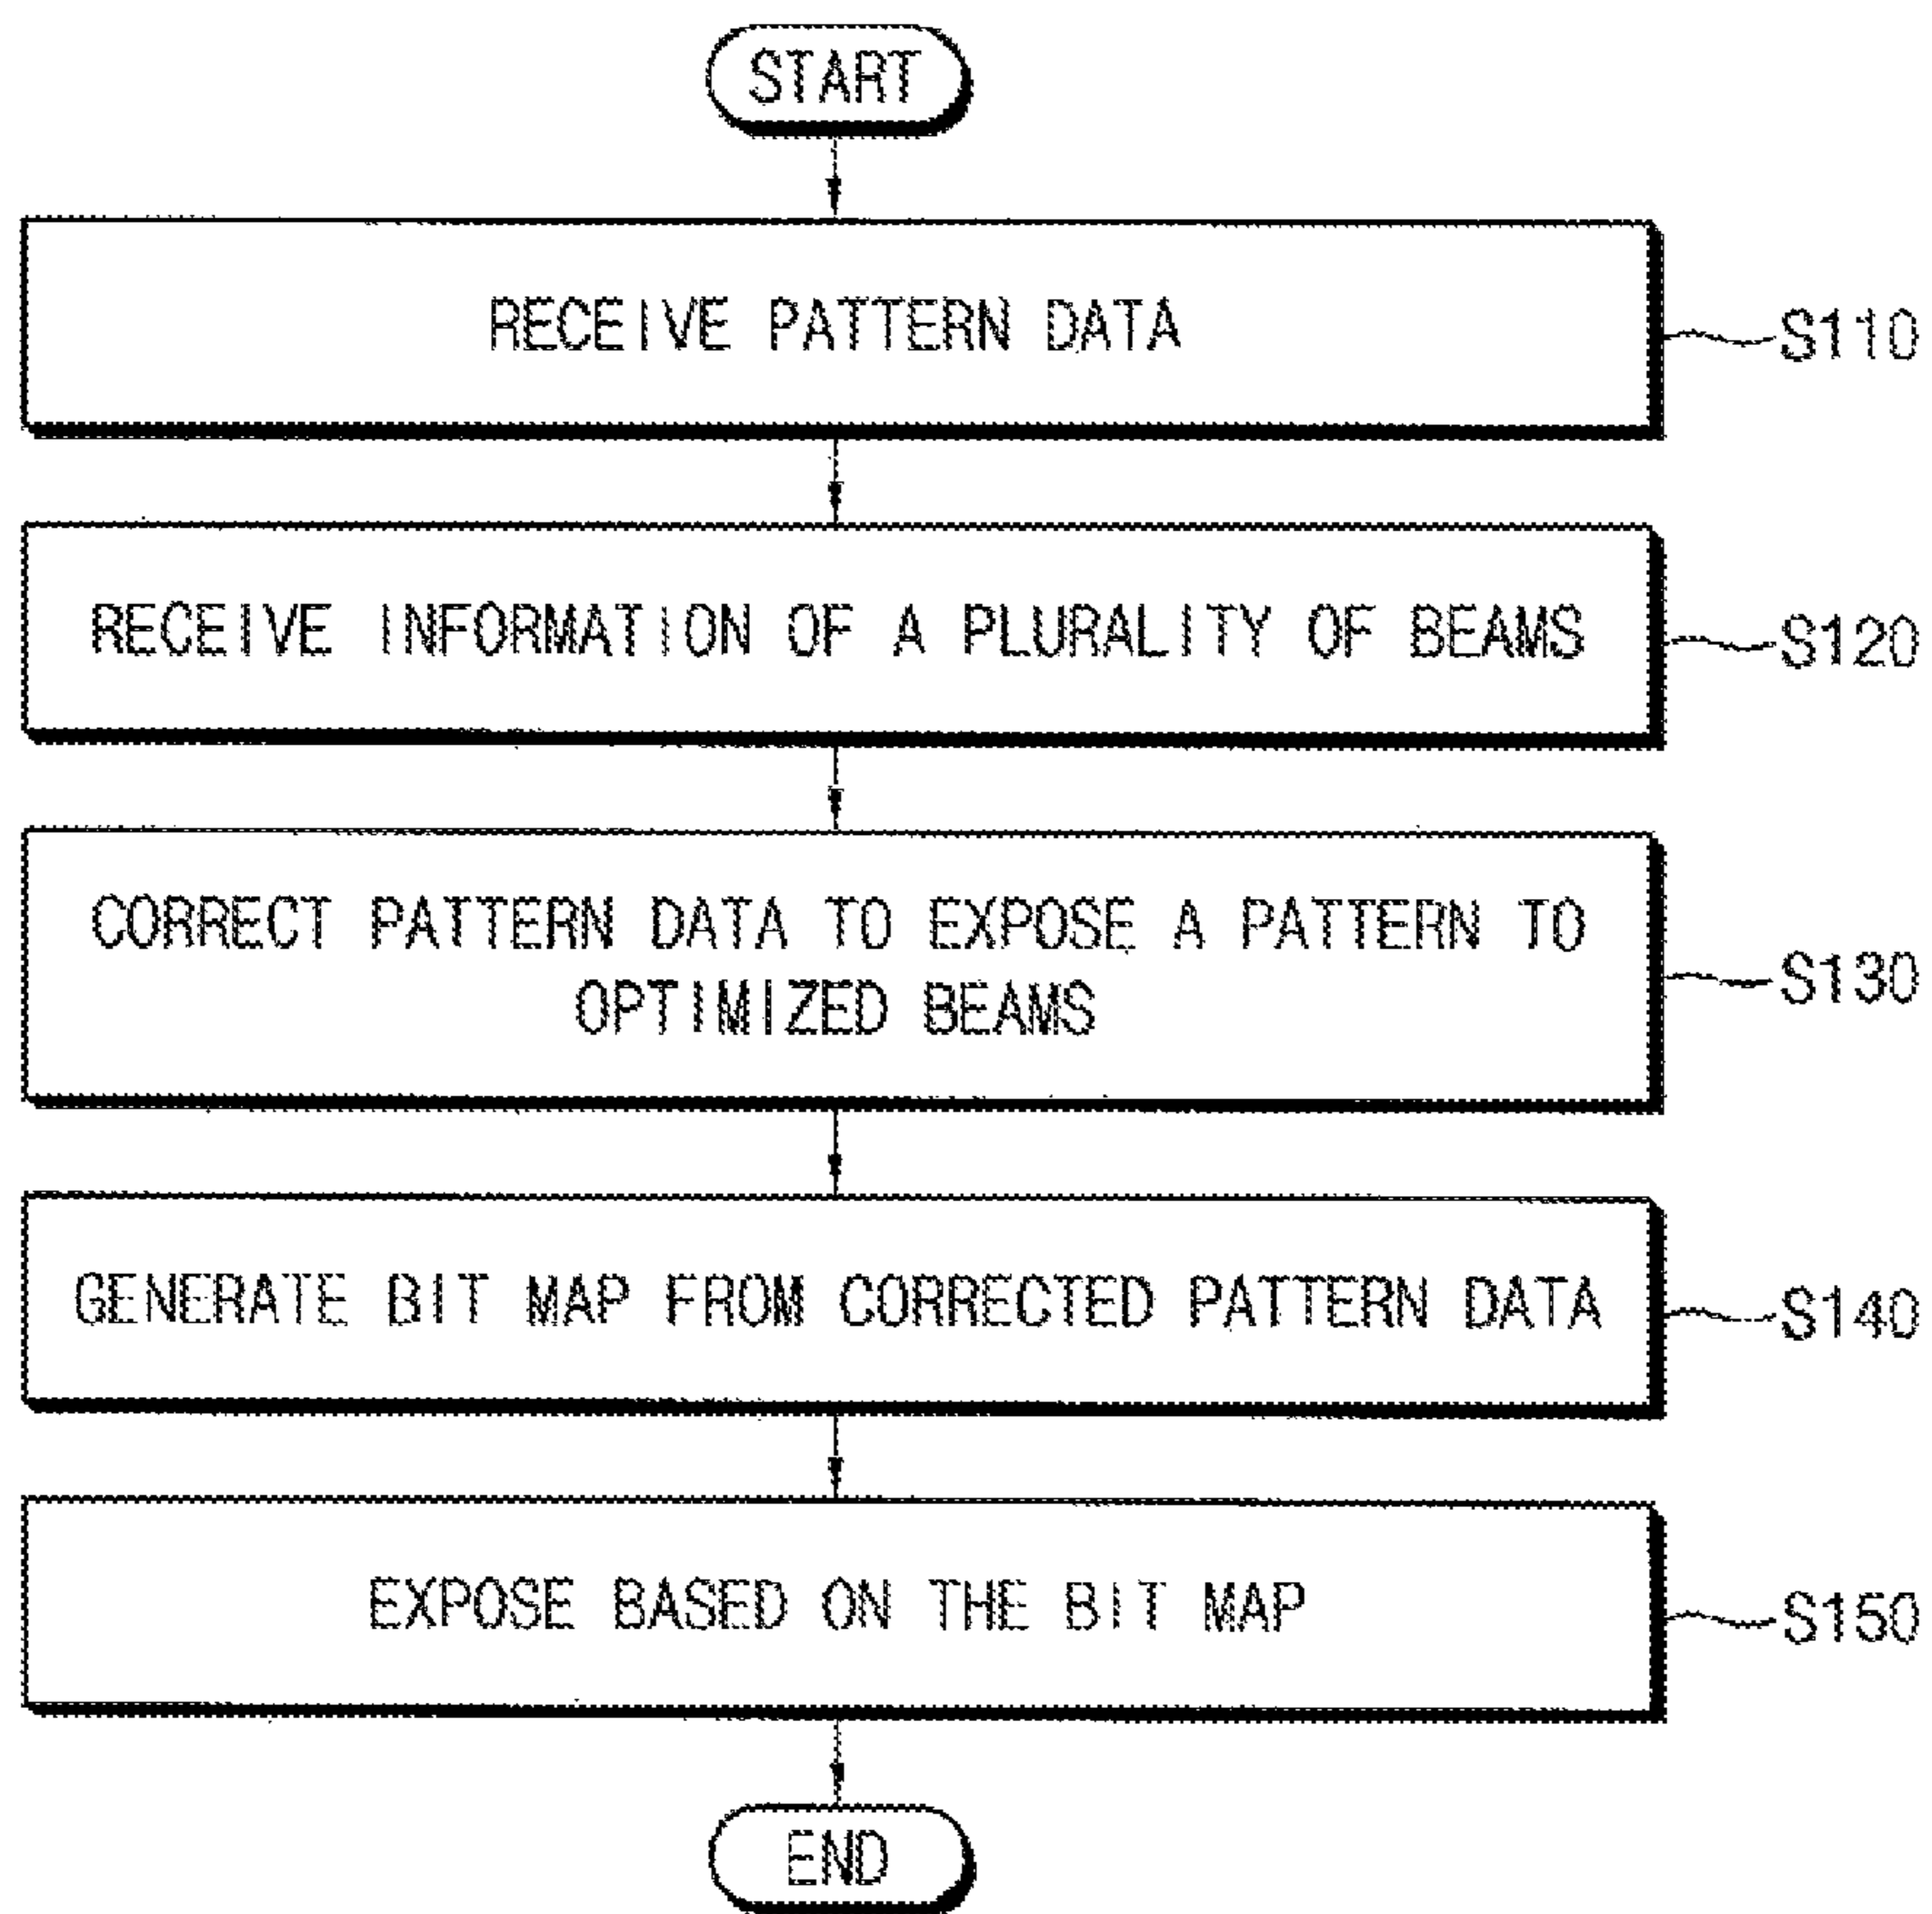 START
RECEIVE PATTERN DATA
S110
RECEIVE INFORMATION OF A PLURALITY OF BEAMS
S120
CORRECT PATTERN DATA TO EXPOSE A PATTERN TO
OPTIMIZED BEAMS
S130
GENERATE BIT MAP FROM CORRECTED PATTERN DATA
S140
EXPOSE BASED ON THE BIT MAP
S150
END